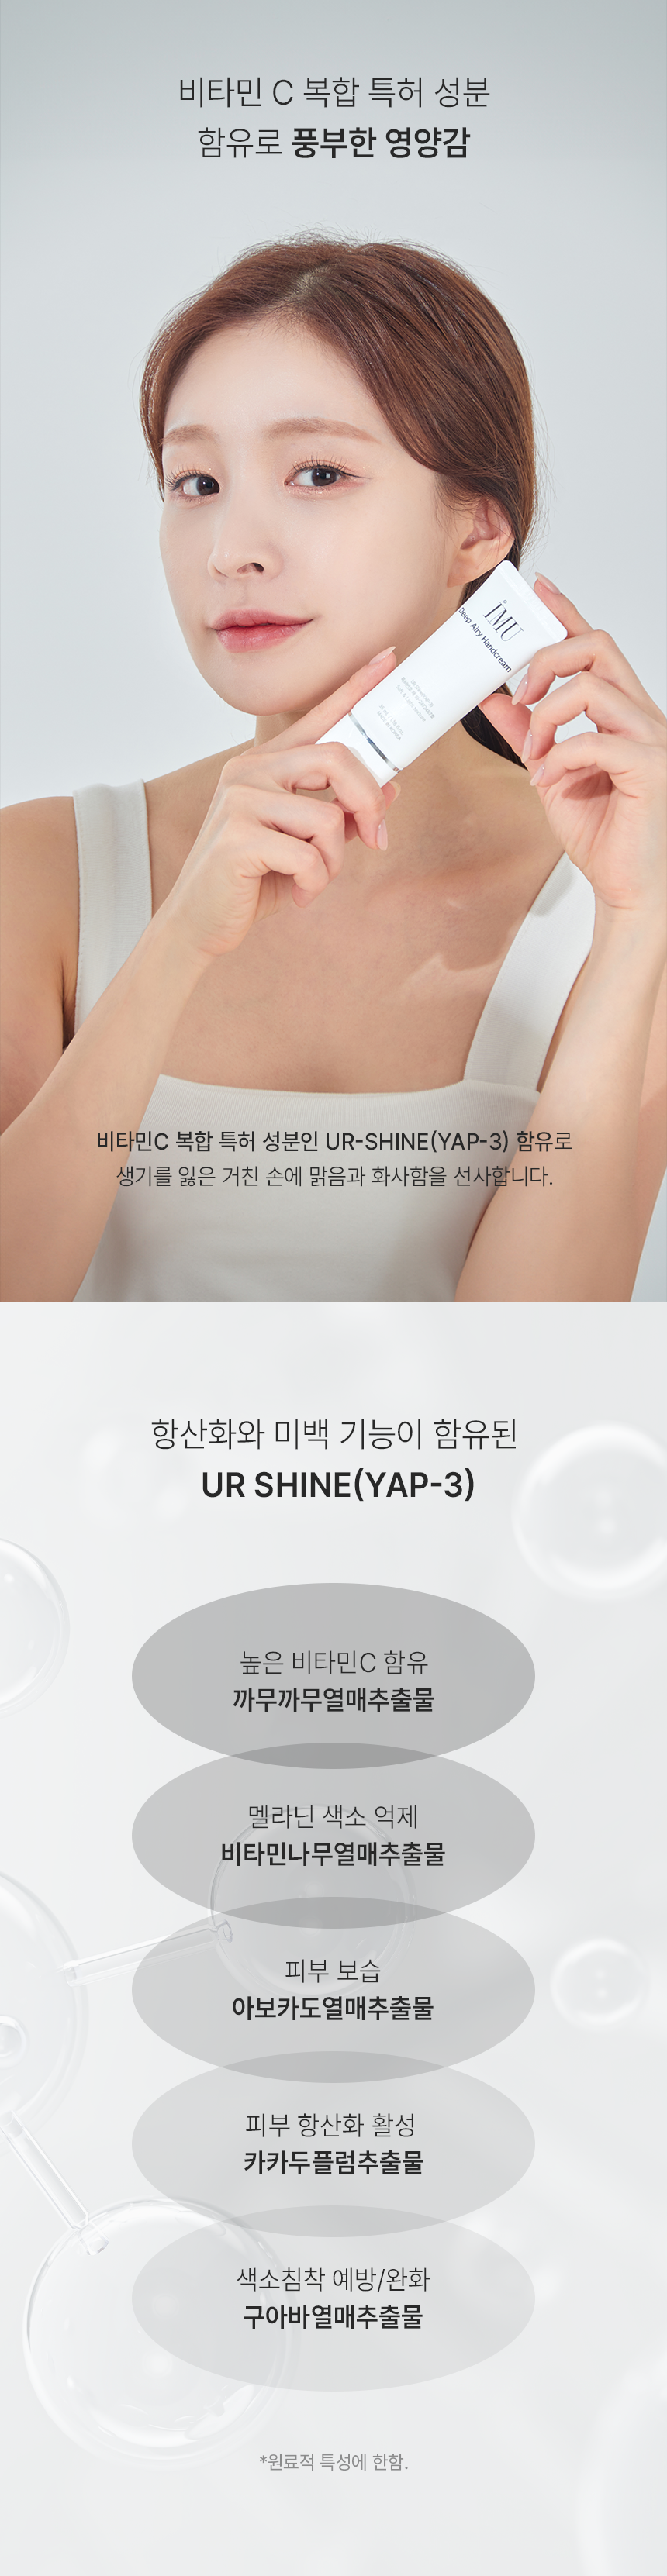 비타민 C 복합 특허 성분
함유로 풍부한 영양감
IMU
Deep Airy Handcream
비타민C 복합 특허 성분인 UR-SHINE(YAP-3) 함유로
생기를 잃은 거친 손에 맑음과 화사함을 선사합니다.
항산화와 미백 기능이 함유된
UR SHINE(YAP-3)
높은 비타민C 함유
까무까무열매추출물
멜라닌 색소 억제
비타민나무열매추출물
피부 보습
아보카도열매추출물
피부 항산화 활성
카카두플럼추출물
색소침착 예방/완화
구아바열매추출물
*원료적 특성에 한함.